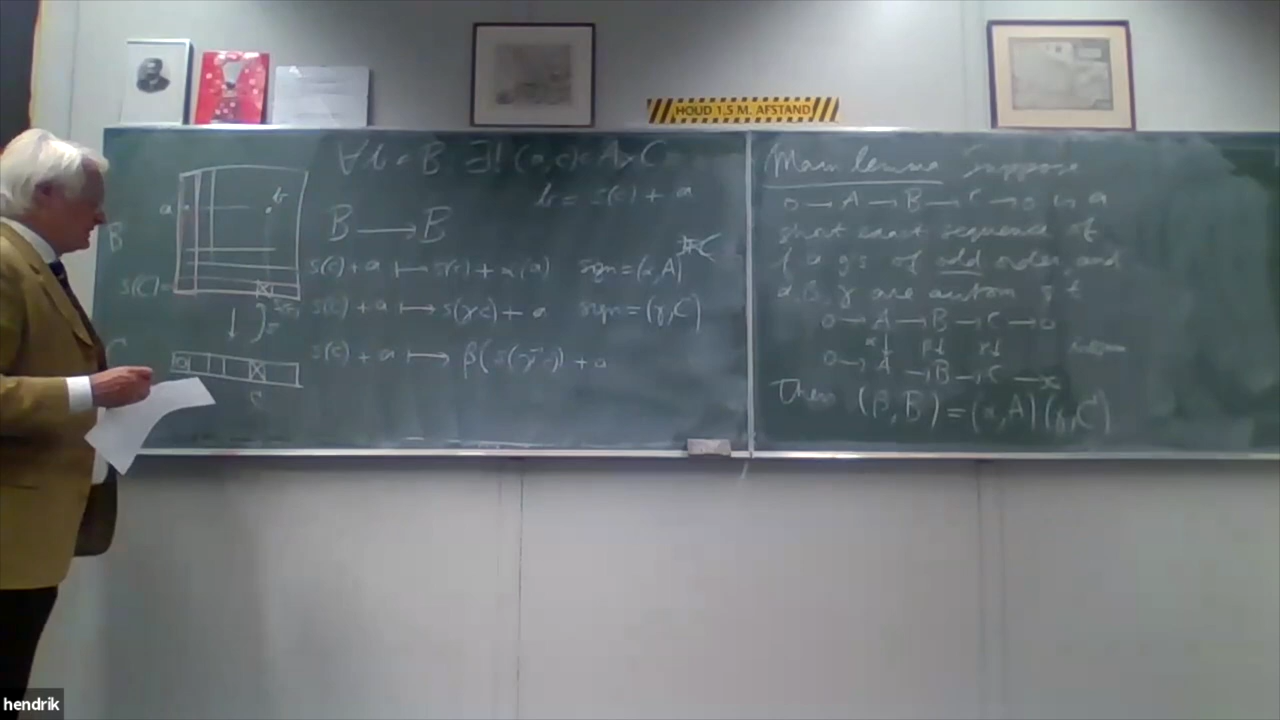 HOUD 1,5 M. AFSTAND
∀b ∈ B ∃! (a,c) ∈ A×C
b = s(c) + a
a
b
B
B ⟶ B
s(c) + a ⟼ s(c) + α(a) sgn = (α,A)
s(C)
s(c) + a ⟼ s(γc) + a sgn = (γ,C)
s(c) + a ⟼ β(s(γ⁻¹c)) + a
C
Main lemma suppose
0 → A → B → C → 0 is a
short exact sequence of
f a gs of odd order, and
α, β, γ are autom s.t.
0 → A → B → C → 0
α↓ β↓ γ↓
0 → A → B → C →
Then (β,B) = (α,A)(γ,C)
hendrik